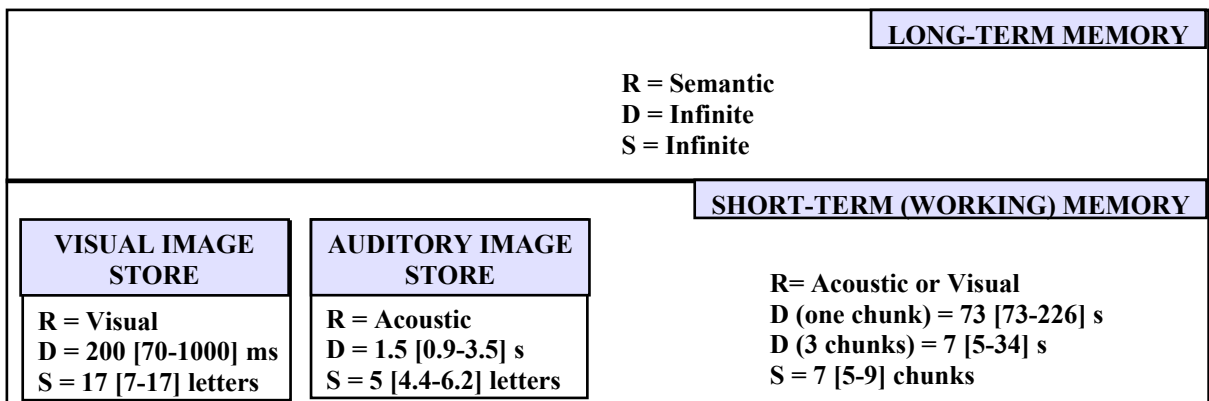 LONG-TERM MEMORY
R = Semantic
D = Infinite
S = Infinite
SHORT-TERM (WORKING) MEMORY
VISUAL IMAGE
STORE
R = Visual
D = 200 [70-1000] ms
S = 17 [7-17] letters
AUDITORY IMAGE
STORE
R = Acoustic
D = 1.5 [0.9-3.5] s
S = 5 [4.4-6.2] letters
R= Acoustic or Visual
D (one chunk) = 73 [73-226] s
D (3 chunks) = 7 [5-34] s
S = 7 [5-9] chunks